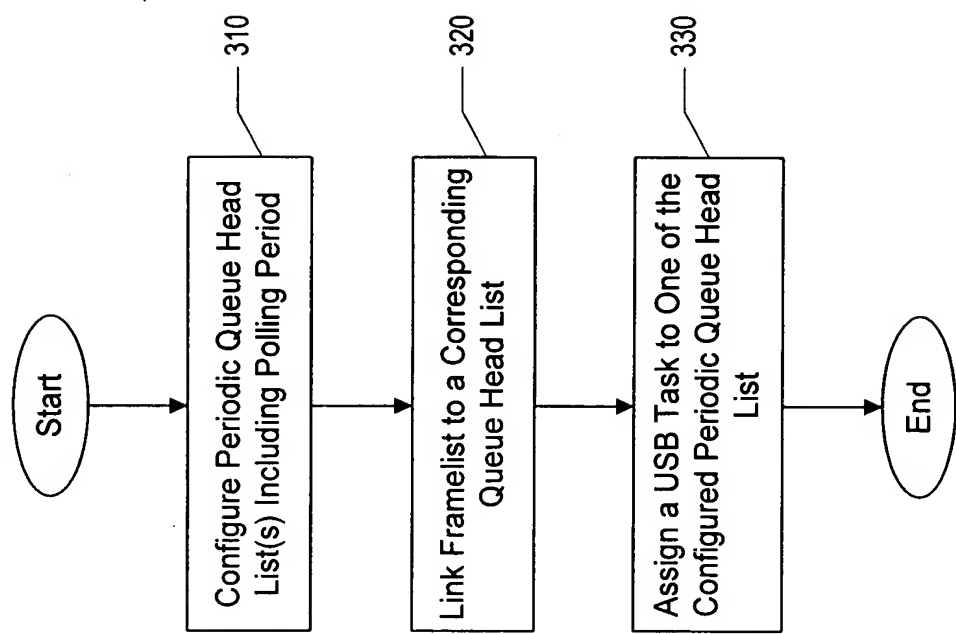 Start
Configure Periodic Queue Head
List(s) Including Polling Period
310
Link Framelist to a Corresponding
Queue Head List
320
Assign a USB Task to One of the
Configured Periodic Queue Head
List
330
End